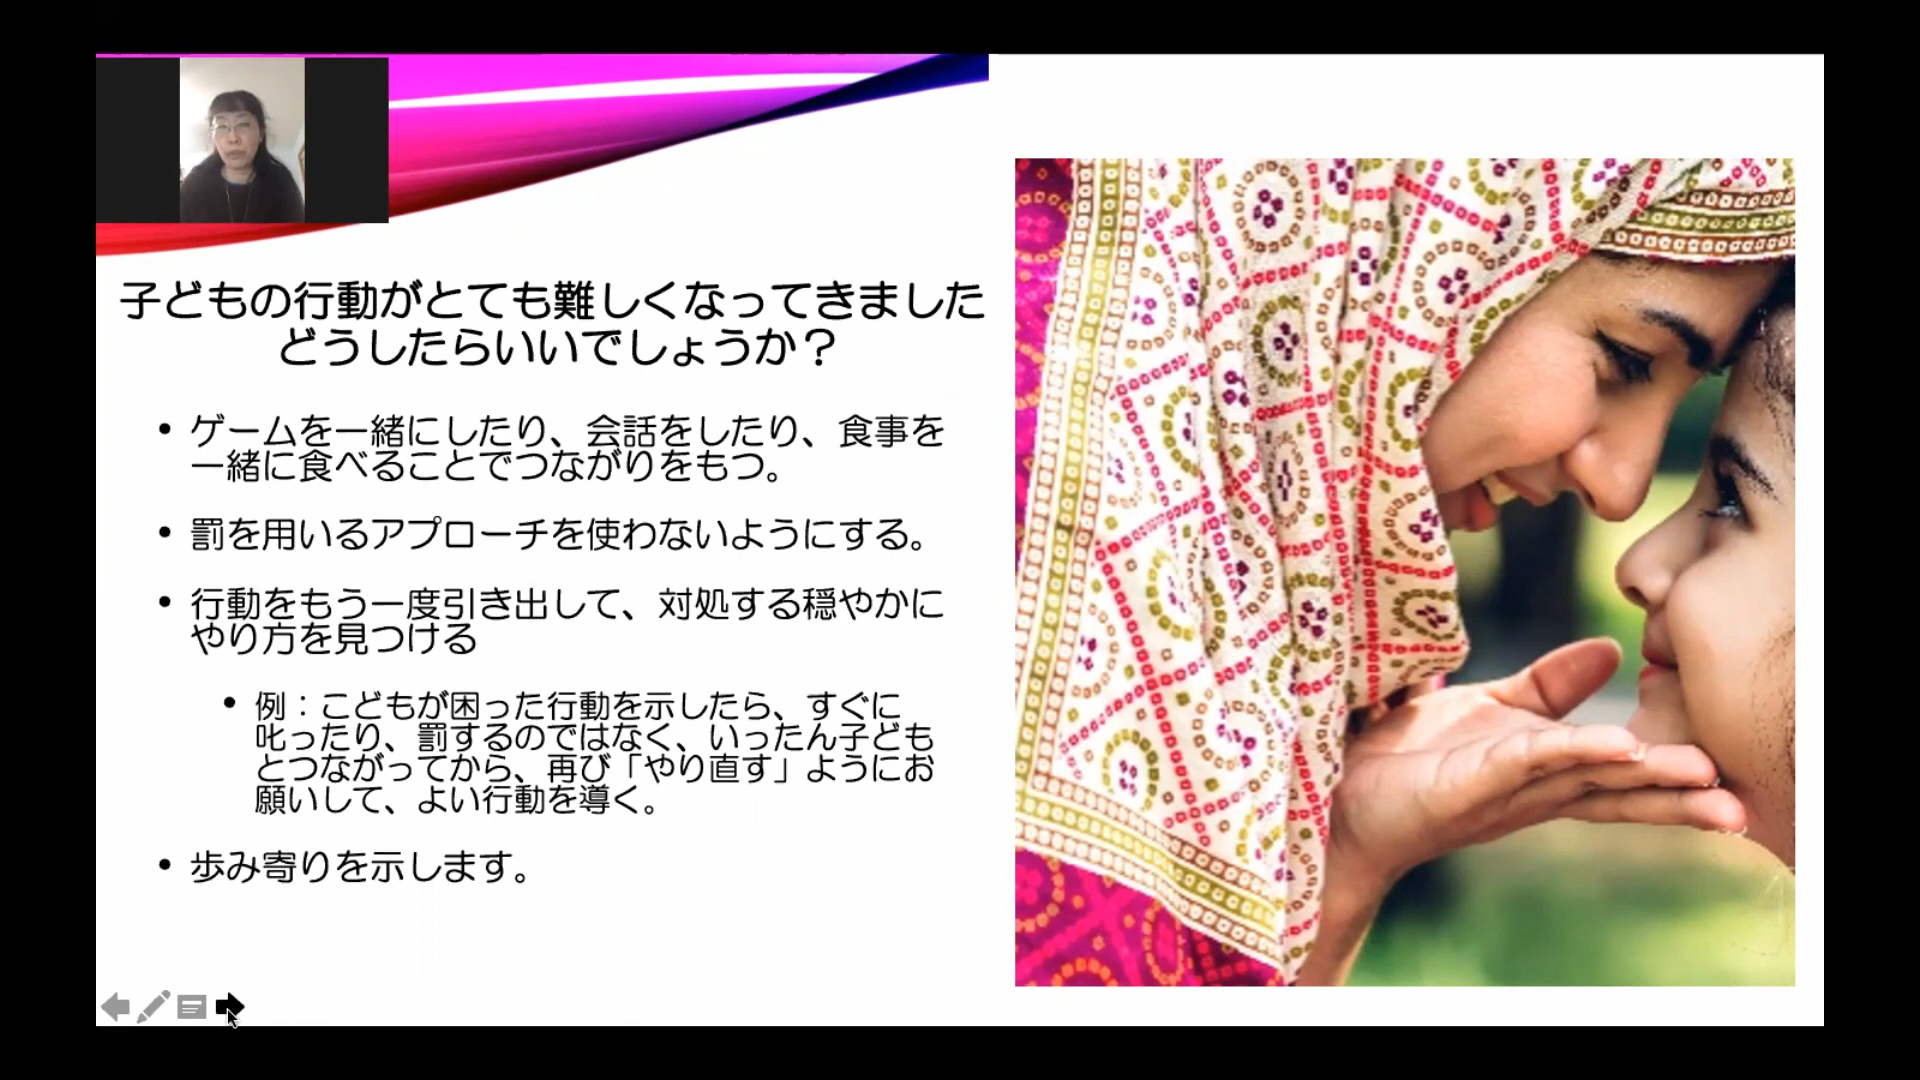 子どもの行動がとても難しくなってきました
どうしたらいいでしょうか？
• ゲームを一緒にしたり、会話をしたり、食事を
一緒に食べることでつながりをもつ。
• 罰を用いるアプローチを使わないようにする。
• 行動をもう一度引き出して、対処する穏やかに
やり方を見つける
• 例：こどもが困った行動を示したら、すぐに
叱ったり、罰するのではなく、いったん子ども
とつながってから、再び「やり直す」ようにお
願いして、よい行動を導く。
• 歩み寄りを示します。